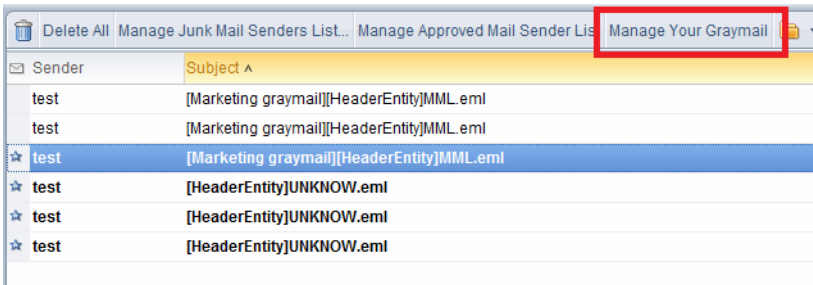 Delete All Manage Junk Mail Senders List... Manage Approved Mail Sender Lis Manage Your Graymail
Sender Subject
test [Marketing graymail][HeaderEntity]MML.eml
test [Marketing graymail][HeaderEntity]MML.eml
test [Marketing graymail][HeaderEntity]MML.eml
test [HeaderEntity]UNKNOW.eml
test [HeaderEntity]UNKNOW.eml
test [HeaderEntity]UNKNOW.eml